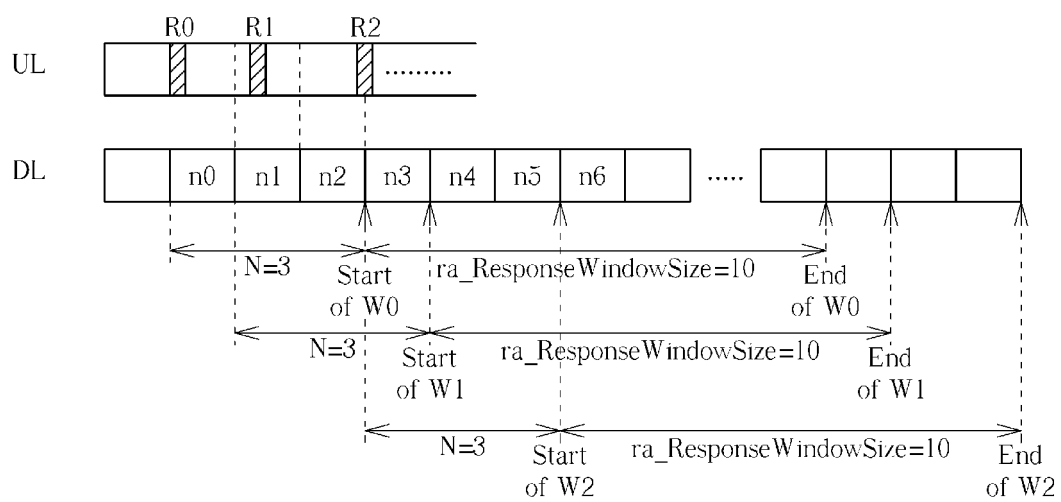 R0 R1 R2
UL .........
DL n0 n1 n2 n3 n4 n5 n6 .....
N=3 ra_ResponseWindowSize=10
Start of W0
End of W0
N=3 ra_ResponseWindowSize=10
Start of W1
End of W1
N=3 ra_ResponseWindowSize=10
Start of W2
End of W2